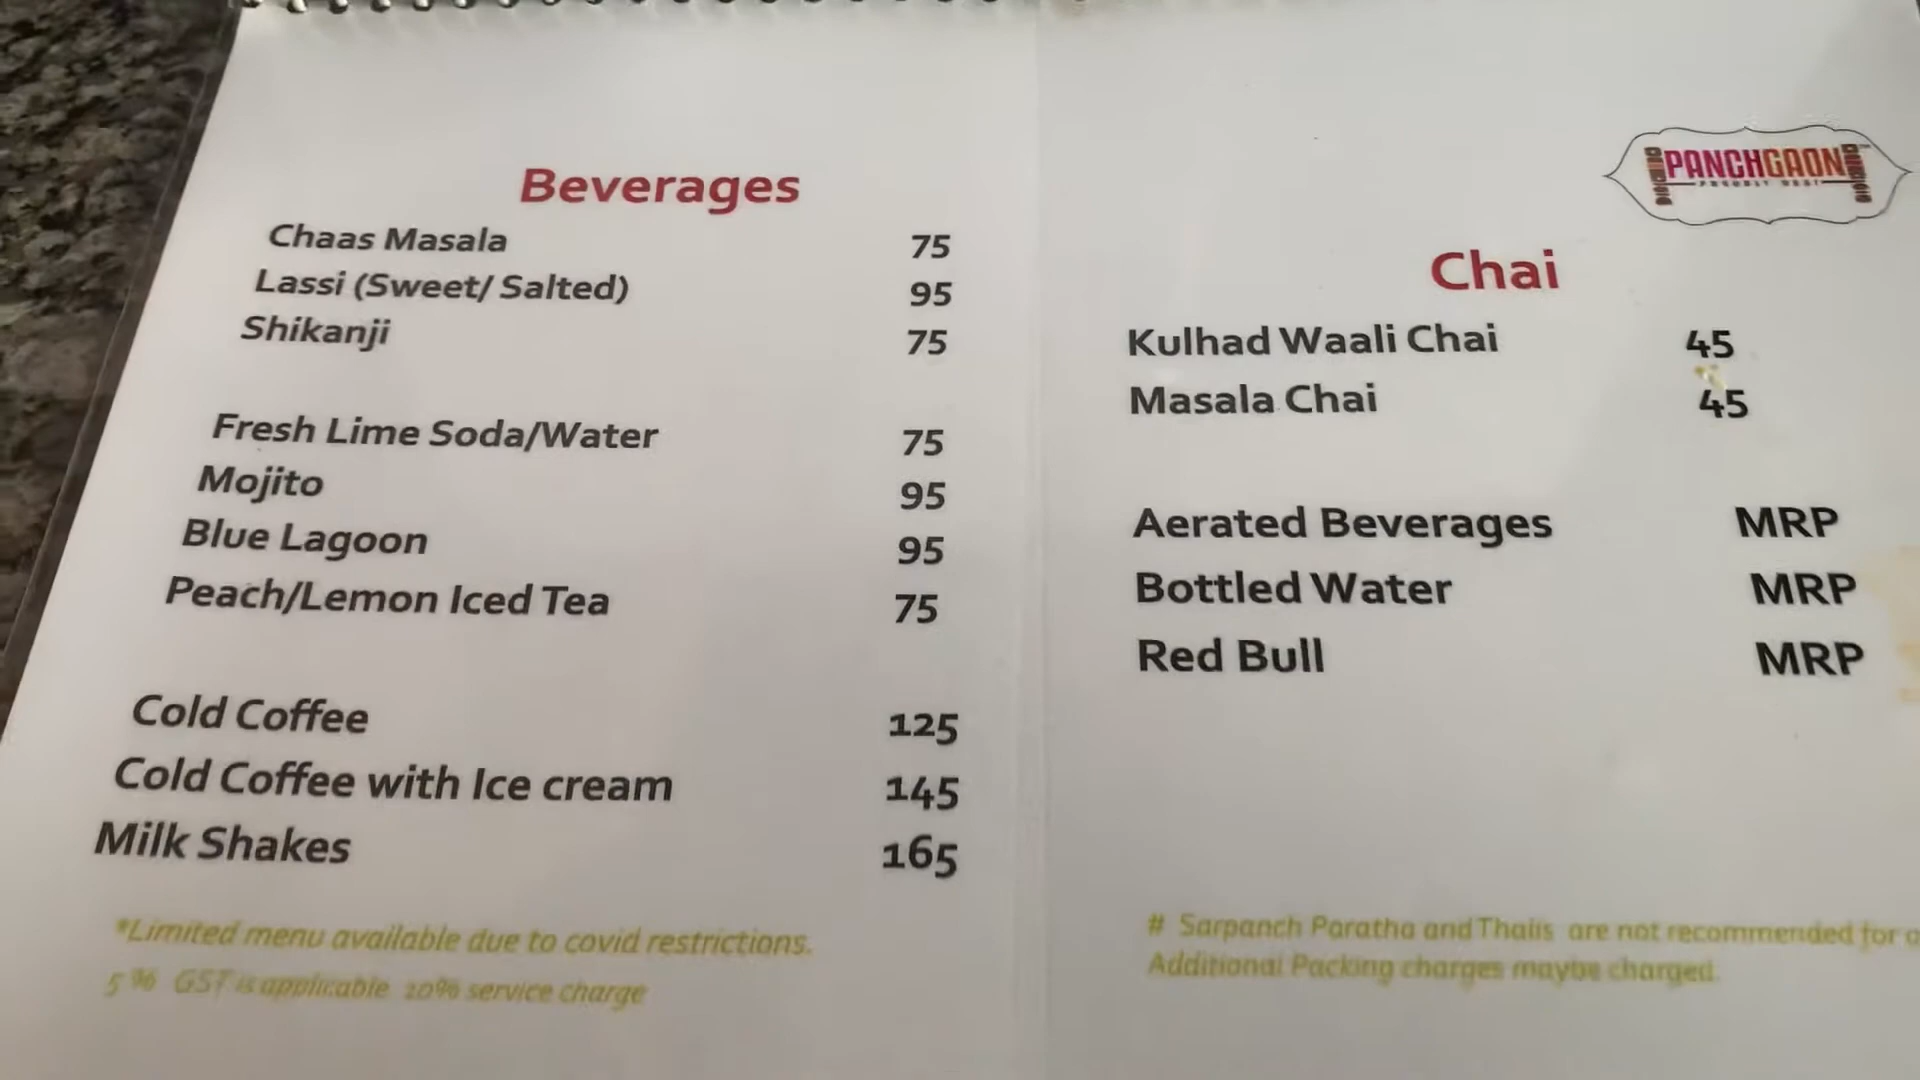 Beverages
Chaas Masala 75
Lassi (Sweet/ Salted) 95
Shikanji 75
Fresh Lime Soda/Water 75
Mojito 95
Blue Lagoon 95
Peach/Lemon Iced Tea 75
Cold Coffee 125
Cold Coffee with Ice cream 145
Milk Shakes 165
*Limited menu available due to covid restrictions.
5 % GST is applicable 10% service charge
PANCHGAON
Chai
Kulhad Waali Chai 45
Masala Chai 45
Aerated Beverages MRP
Bottled Water MRP
Red Bull MRP
# Sarpanch Paratha and Thalis are not recommended for
Additional Packing charges maybe charged.